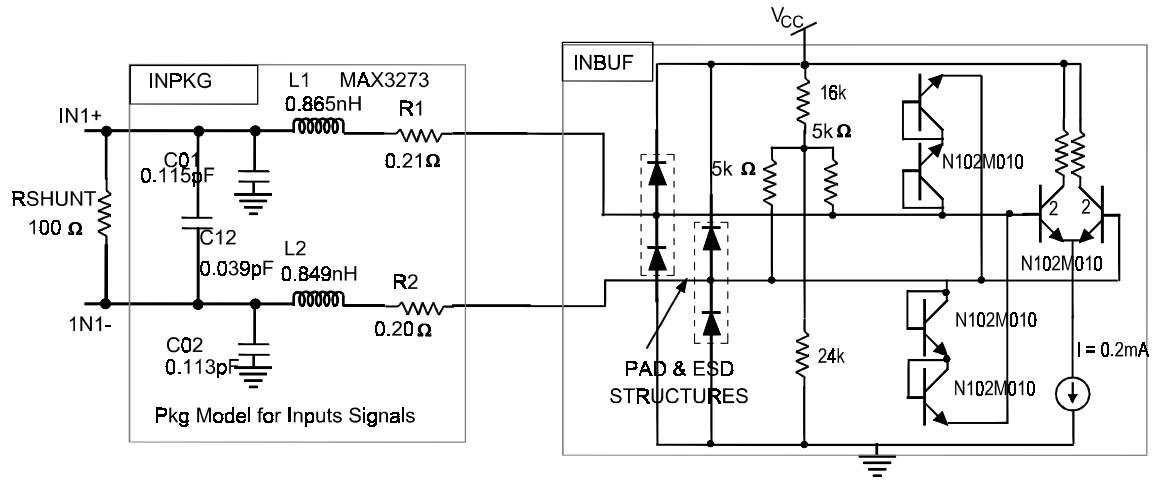 VCC
INPKG
L1
MAX3273
0.865nH
R1
0.21Ω
IN1+
C01
0.115pF
RSHUNT
100 Ω
C12
0.039pF
L2
0.849nH
R2
0.20Ω
1N1-
C02
0.113pF
Pkg Model for Inputs Signals
INBUF
16k
5k Ω
5k Ω
N102M010
2 2
N102M010
N102M010
24k
PAD & ESD
STRUCTURES
N102M010
I = 0.2mA